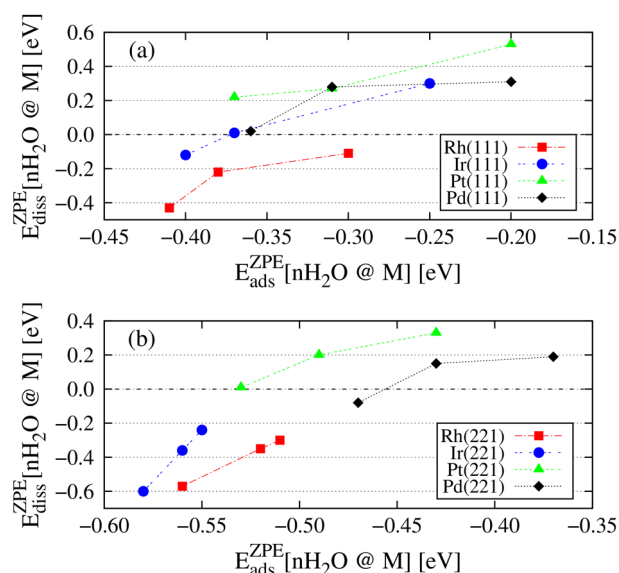 (a)
E^ZPE_diss[nH2O @ M] [eV]
0.6
0.4
0.2
0.0
−0.2
−0.4
Rh(111)
Ir(111)
Pt(111)
Pd(111)
−0.45 −0.40 −0.35 −0.30 −0.25 −0.20 −0.15
E^ZPE_ads[nH2O @ M] [eV]
(b)
E^ZPE_diss[nH2O @ M] [eV]
0.4
0.2
0.0
−0.2
−0.4
−0.6
Rh(221)
Ir(221)
Pt(221)
Pd(221)
−0.60 −0.55 −0.50 −0.45 −0.40 −0.35
E^ZPE_ads[nH2O @ M] [eV]